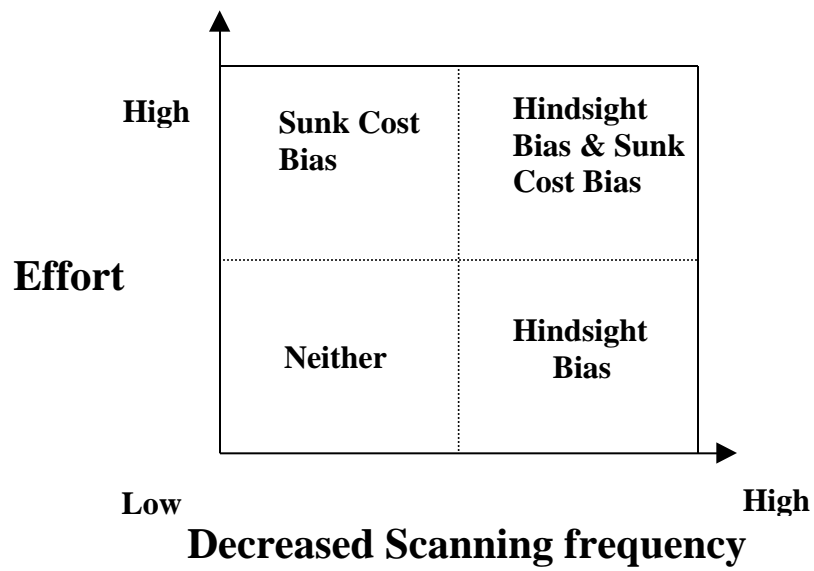 High
Sunk Cost
Bias
Hindsight
Bias & Sunk
Cost Bias
Effort
Neither
Hindsight
Bias
Low
High
Decreased Scanning frequency